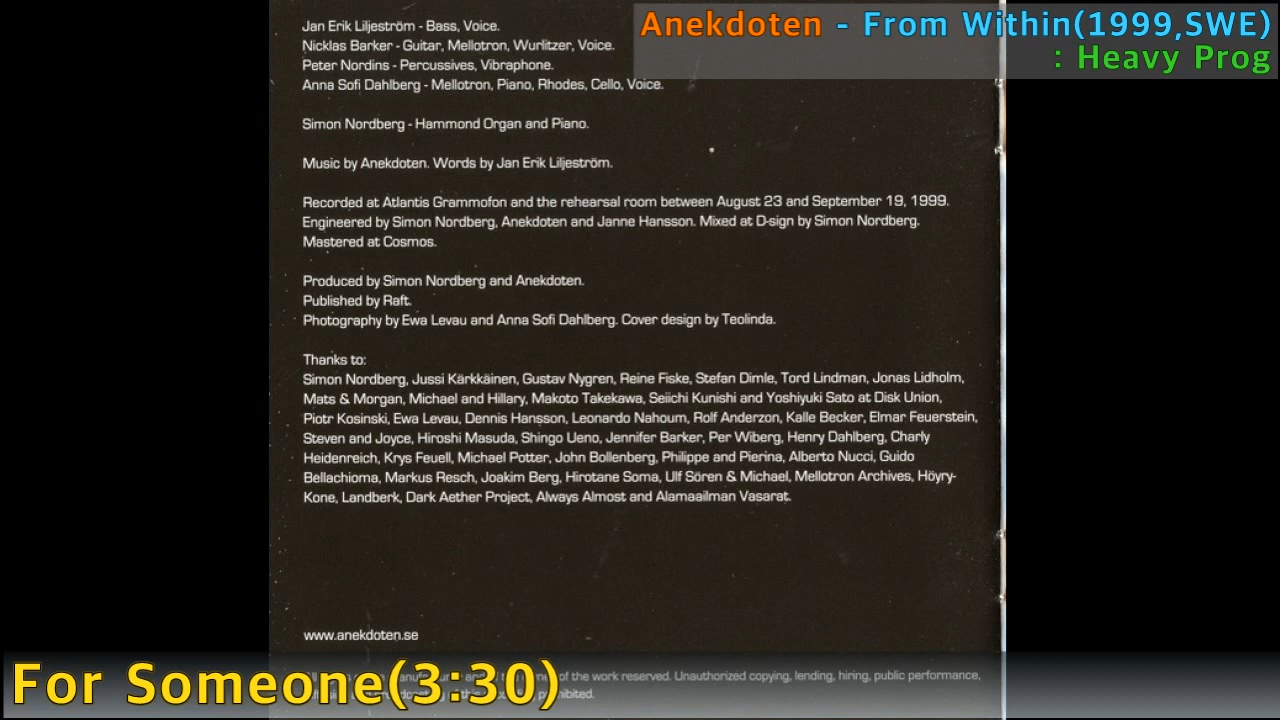 Anekdoten - From Within(1999,SWE)
: Heavy Prog
Jan Erik Liljeström - Bass, Voice.
Nicklas Barker - Guitar, Mellotron, Wurlitzer, Voice.
Peter Nordins - Percussives, Vibraphone.
Anna Sofi Dahlberg - Mellotron, Piano, Rhodes, Cello, Voice.
Simon Nordberg - Hammond Organ and Piano.
Music by Anekdoten. Words by Jan Erik Liljeström.
Recorded at Atlantis Grammofon and the rehearsal room between August 23 and September 19, 1999.
Engineered by Simon Nordberg, Anekdoten and Janne Hansson. Mixed at D-sign by Simon Nordberg.
Mastered at Cosmos.
Produced by Simon Nordberg and Anekdoten.
Published by Raft.
Photography by Ewa Levau and Anna Sofi Dahlberg. Cover design by Teolinda.
Thanks to:
Simon Nordberg, Jussi Kärkkäinen, Gustav Nygren, Reine Fiske, Stefan Dimle, Tord Lindman, Jonas Lidholm,
Mats & Morgan, Michael and Hillary, Makoto Takekawa, Seiichi Kunishi and Yoshiyuki Sato at Disk Union,
Piotr Kosinski, Ewa Levau, Dennis Hansson, Leonardo Nahoum, Rolf Anderzon, Kalle Becker, Elmar Feuerstein,
Steven and Joyce, Hiroshi Masuda, Shingo Ueno, Jennifer Barker, Per Wiberg, Henry Dahlberg, Charly
Heidenreich, Krys Feuell, Michael Potter, John Bollenberg, Philippe and Pierina, Alberto Nucci, Guido
Bellachioma, Markus Resch, Joakim Berg, Hirotane Soma, Ulf Sören & Michael, Mellotron Archives, Höyry-
Kone, Landberk, Dark Aether Project, Always Almost and Alamaailman Vasarat.
www.anekdoten.se
of the work reserved. Unauthorized copying, lending, hiring, public performance,
of this prohibited.
For Someone(3:30)